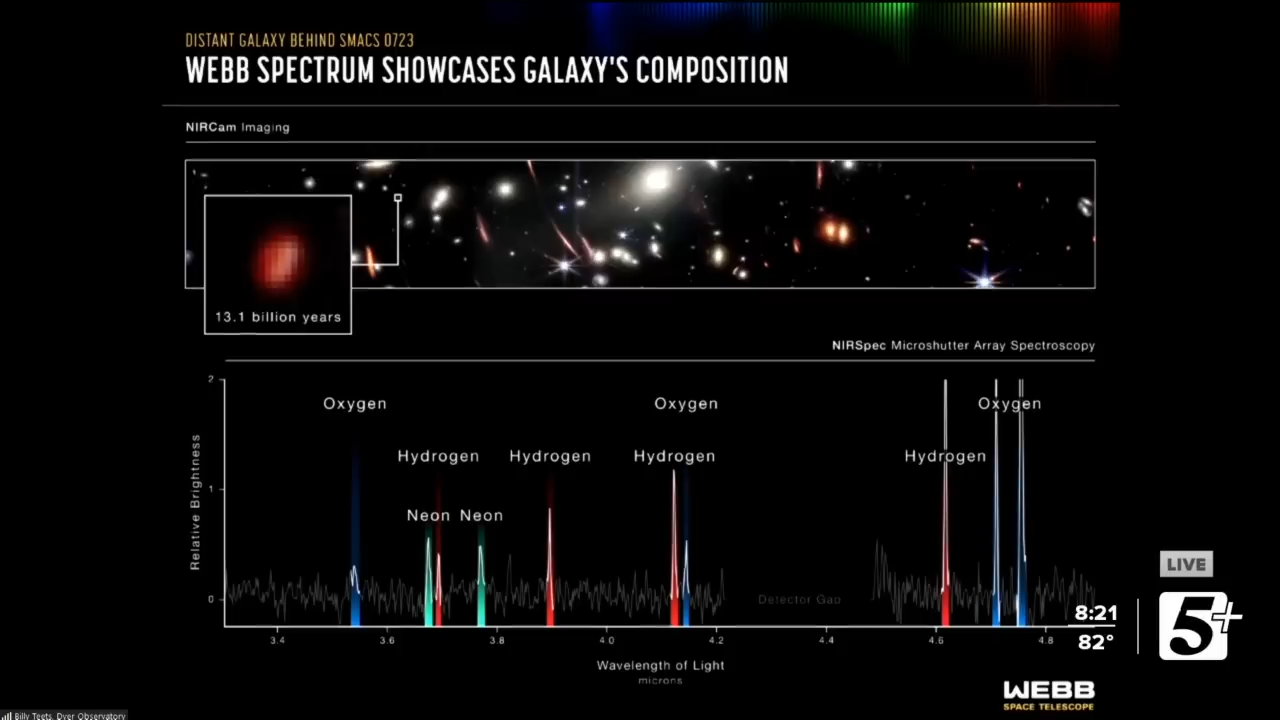 DISTANT GALAXY BEHIND SMACS 0723
WEBB SPECTRUM SHOWCASES GALAXY'S COMPOSITION
NIRCam Imaging
13.1 billion years
NIRSpec Microshutter Array Spectroscopy
2
Oxygen
Oxygen
Oxygen
Hydrogen
Hydrogen
Hydrogen
Hydrogen
1
Neon Neon
Relative Brightness
0
Detector Gap
3.4
3.6
3.8
4.0
4.2
4.4
4.6
4.8
Wavelength of Light
microns
LIVE
8:21
82°
5+
WEBB
SPACE TELESCOPE
Billy Teets, Dyer Observatory